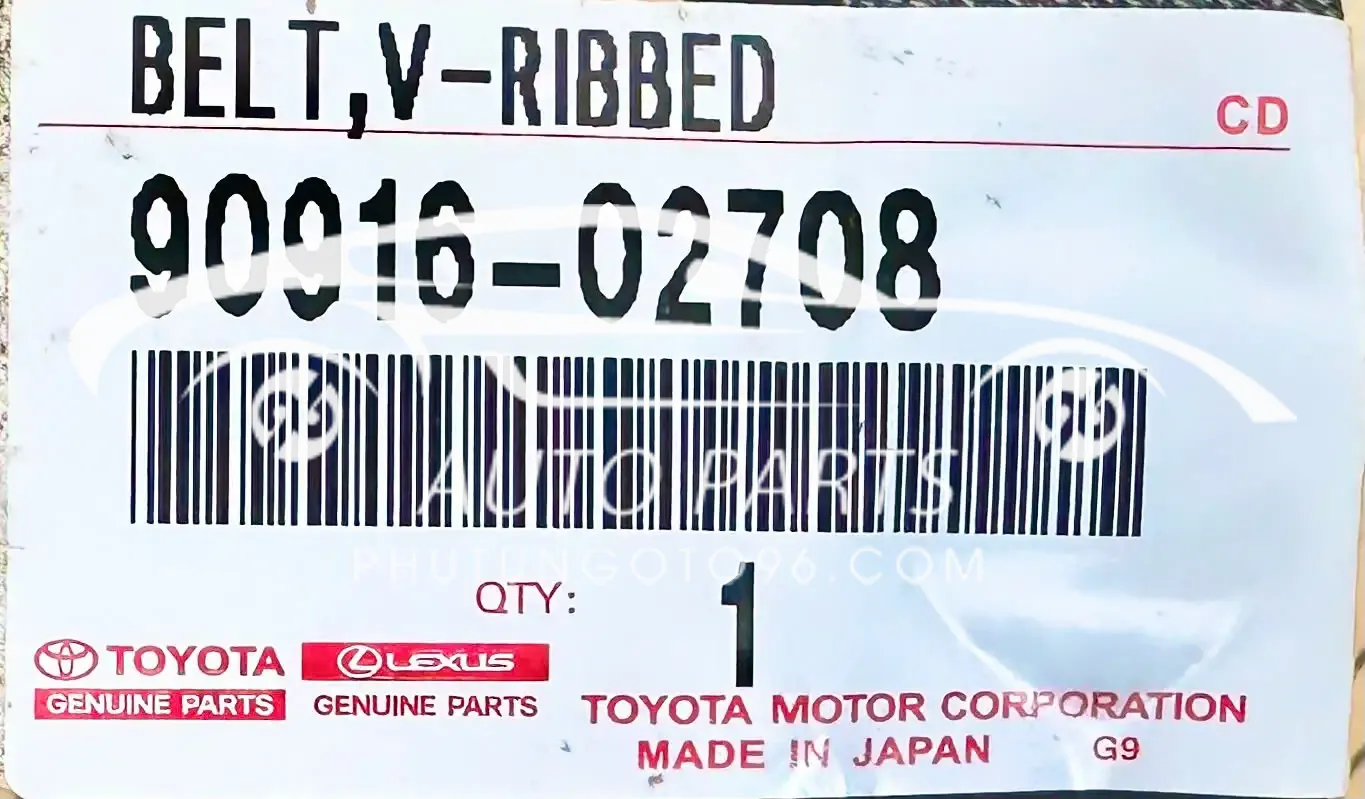 BELT,V-RIBBED
CD
90916-02708
AUTO PARTS
PHUTUNGOTO96.COM
QTY: 1
TOYOTA
GENUINE PARTS
LEXUS
GENUINE PARTS
TOYOTA MOTOR CORPORATION
MADE IN JAPAN G9